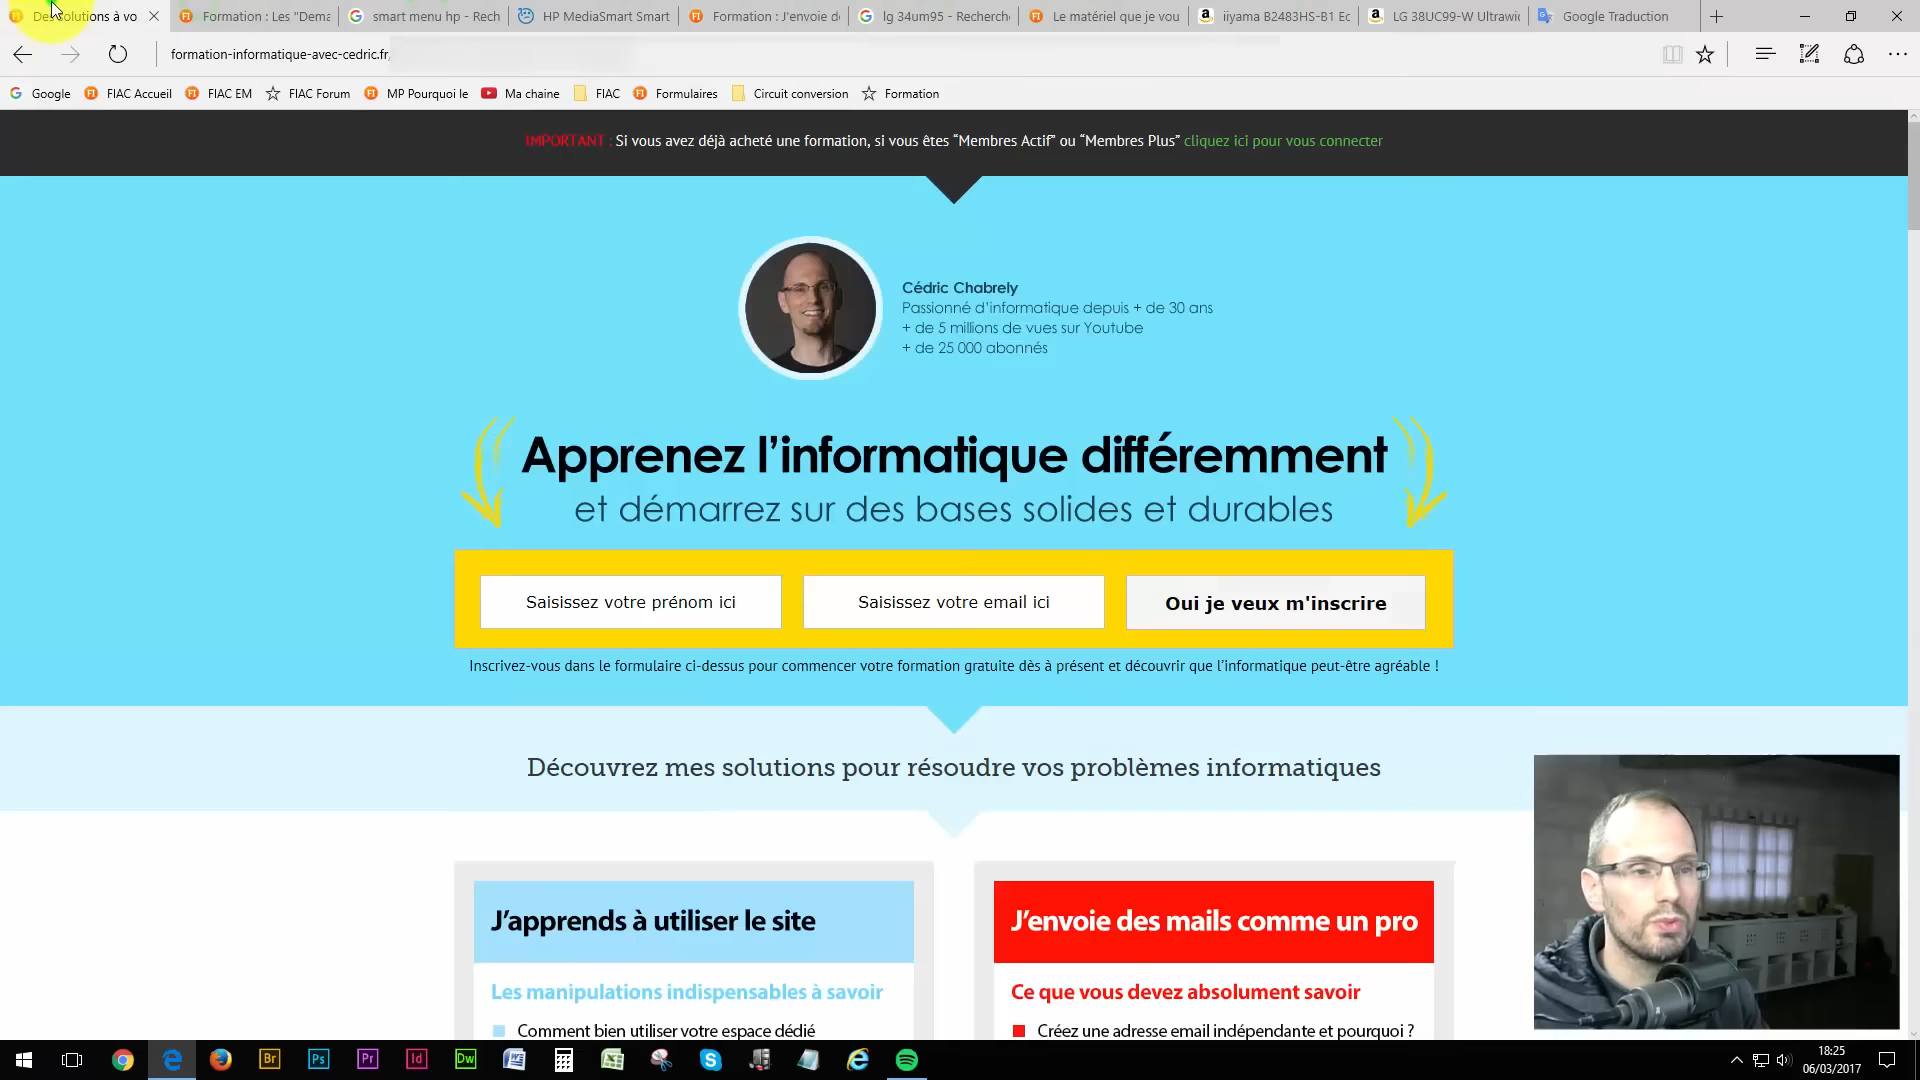 Des solutions à vo
Formation : Les "Dema
smart menu hp - Rech
HP MediaSmart Smart
Formation : J'envoie d
lg 34um95 - Recherch
Le matériel que je vou
iiyama B2483HS-B1 Ec
LG 38UC99-W Ultrawid
Google Traduction
formation-informatique-avec-cedric.fr/
Google
FIAC Accueil
FIAC EM
FIAC Forum
MP Pourquoi le
Ma chaine
FIAC
Formulaires
Circuit conversion
Formation
IMPORTANT : Si vous avez déjà acheté une formation, si vous êtes “Membres Actif” ou “Membres Plus” cliquez ici pour vous connecter
Cédric Chabrely
Passionné d'informatique depuis + de 30 ans
+ de 5 millions de vues sur Youtube
+ de 25 000 abonnés
Apprenez l'informatique différemment
et démarrez sur des bases solides et durables
Saisissez votre prénom ici
Saisissez votre email ici
Oui je veux m'inscrire
Inscrivez-vous dans le formulaire ci-dessus pour commencer votre formation gratuite dès à présent et découvrir que l'informatique peut-être agréable !
Découvrez mes solutions pour résoudre vos problèmes informatiques
J'apprends à utiliser le site
Les manipulations indispensables à savoir
Comment bien utiliser votre espace dédié
J'envoie des mails comme un pro
Ce que vous devez absolument savoir
Créez une adresse email indépendante et pourquoi ?
Br
Ps
Pr
Id
Dw
18:25
06/03/2017